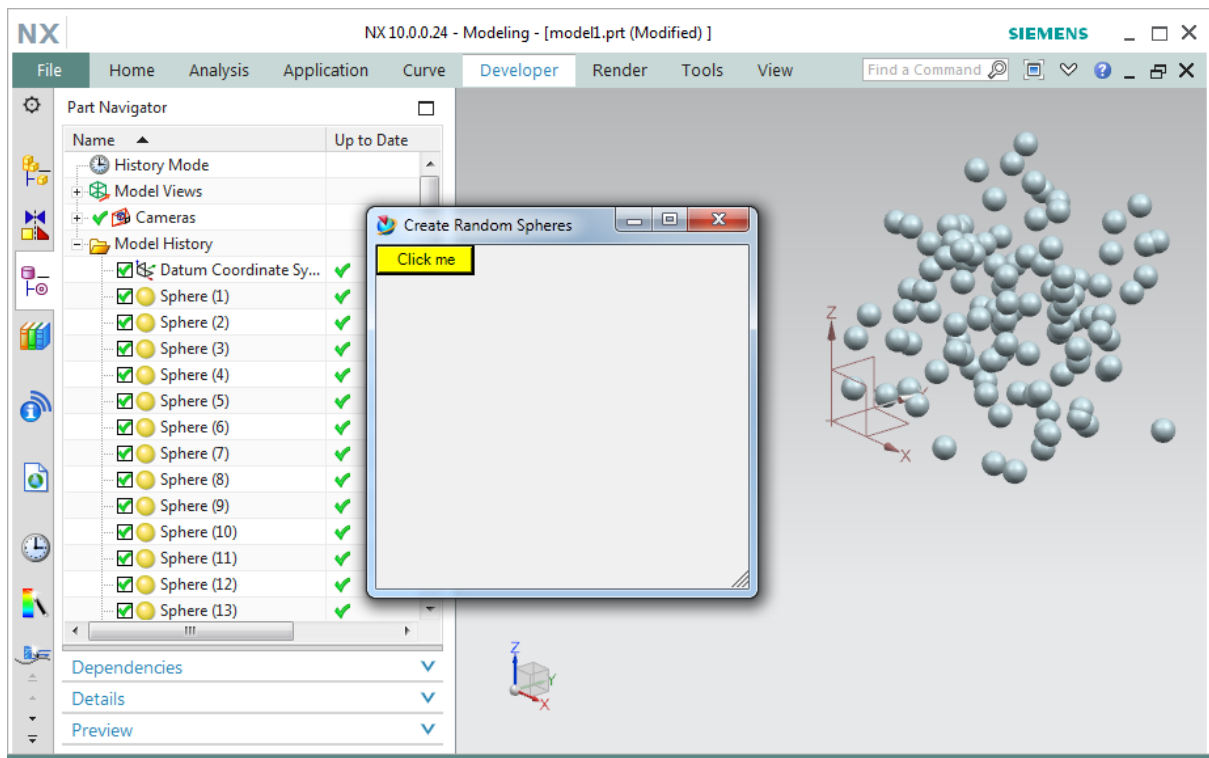 NX NX 10.0.0.24 - Modeling - [model1.prt (Modified) ] SIEMENS
File Home Analysis Application Curve Developer Render Tools View Find a Command
Part Navigator
Name Up to Date
History Mode
Model Views
Cameras
Model History
Datum Coordinate Sy...
Sphere (1)
Sphere (2)
Sphere (3)
Sphere (4)
Sphere (5)
Sphere (6)
Sphere (7)
Sphere (8)
Sphere (9)
Sphere (10)
Sphere (11)
Sphere (12)
Sphere (13)
Dependencies
Details
Preview
Create Random Spheres
Click me
Z
X
Z
Y
X